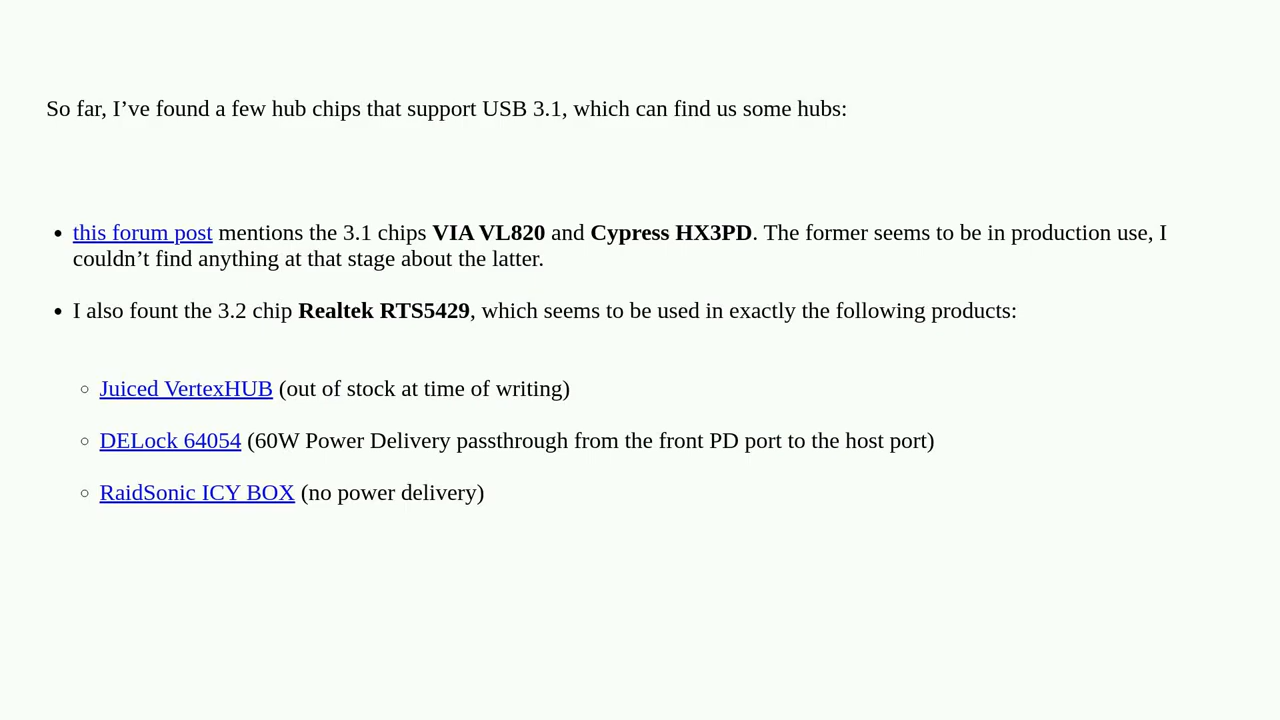 So far, I’ve found a few hub chips that support USB 3.1, which can find us some hubs:
this forum post mentions the 3.1 chips VIA VL820 and Cypress HX3PD. The former seems to be in production use, I
couldn’t find anything at that stage about the latter.
I also fount the 3.2 chip Realtek RTS5429, which seems to be used in exactly the following products:
Juiced VertexHUB (out of stock at time of writing)
DELock 64054 (60W Power Delivery passthrough from the front PD port to the host port)
RaidSonic ICY BOX (no power delivery)